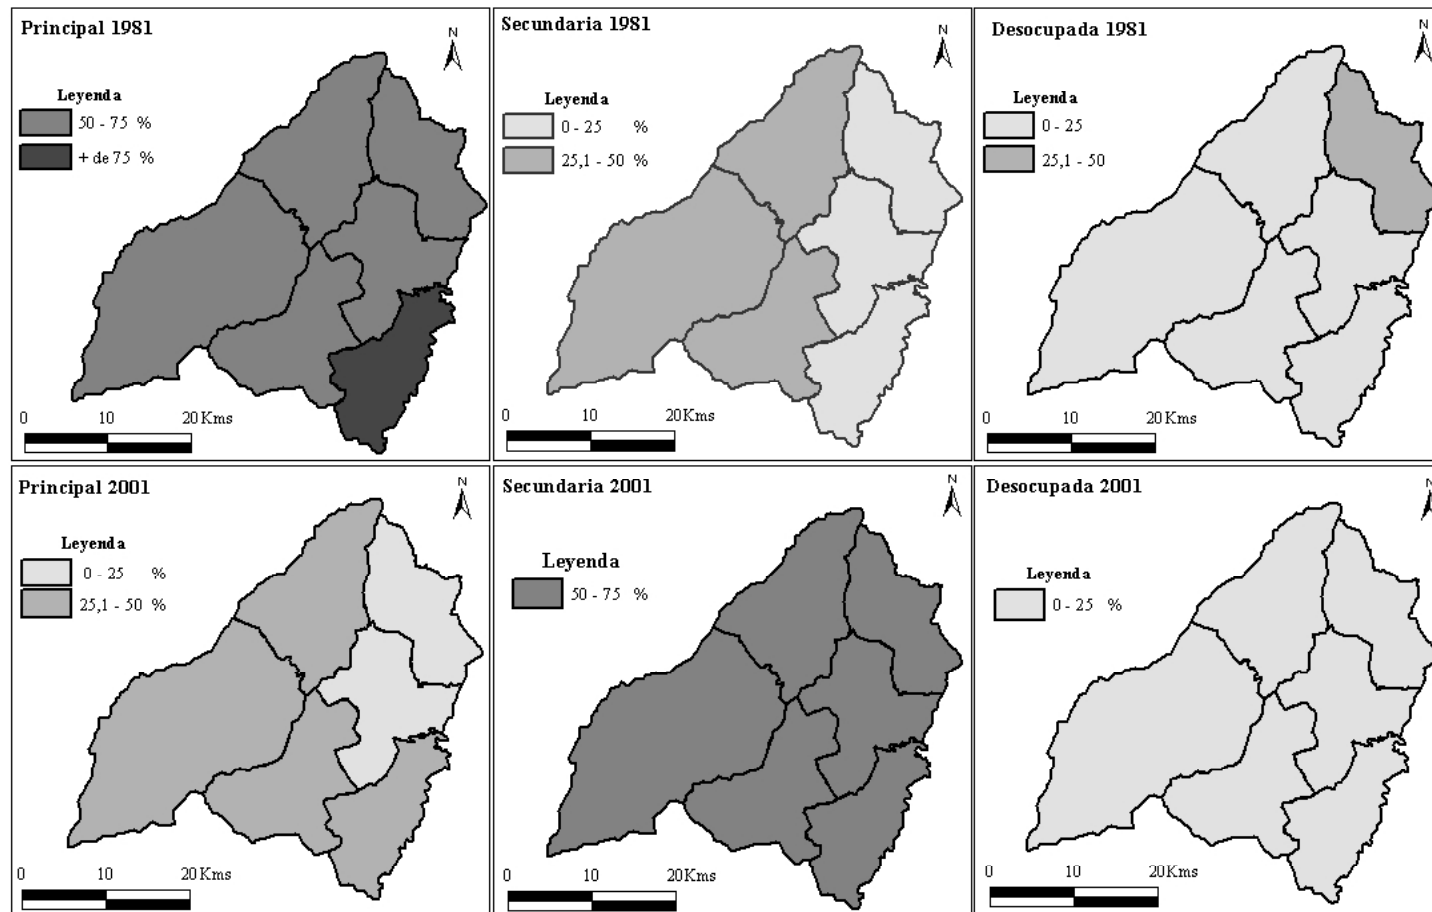 Principal 1981
N
Leyenda
50 - 75 %
+ de 75 %
0 10 20 Kms
Secundaria 1981
N
Leyenda
0 - 25 %
25,1 - 50 %
0 10 20 Kms
Desocupada 1981
N
Leyenda
0 - 25
25,1 - 50
0 10 20 Kms
Principal 2001
N
Leyenda
0 - 25 %
25,1 - 50 %
0 10 20 Kms
Secundaria 2001
N
Leyenda
50 - 75 %
0 10 20 Kms
Desocupada 2001
N
Leyenda
0 - 25 %
0 10 20 Kms